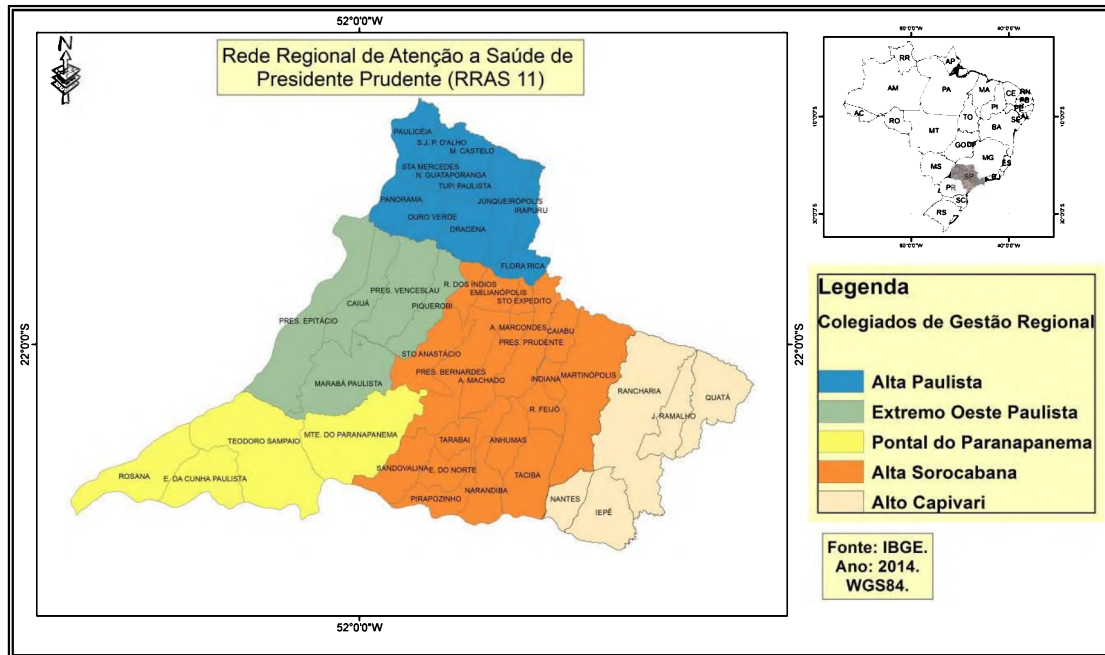 52°0'0"W
N
Rede Regional de Atenção a Saúde de
Presidente Prudente (RRAS 11)
PAULICÉIA
S.J. P. D'ALHO
M. CASTELO
STA MERCEDES
N. GUATAPORANGA
TUPI PAULISTA
PANORAMA
JUNQUEIRÓPOLIS
IRAPURU
OURO VERDE
DRACENA
FLORA RICA
R. DOS ÍNDIOS
PRES. VENCESLAU
EMILIANÓPOLIS
STO EXPEDITO
CAIUÁ
PIQUEROBI
PRES. EPITÁCIO
A. MARCONDES
CAIABU
PRES. PRUDENTE
STO ANASTÁCIO
PRES. BERNARDES
A. MACHADO
INDIANA
MARTINÓPOLIS
MARABÁ PAULISTA
RANCHARIA
QUATÁ
J. RAMALHO
R. FEIJÓ
MTE. DO PARANAPANEMA
TEODORO SAMPAIO
TARABAI
ANHUMAS
ROSANA
E. DA CUNHA PAULISTA
SANDOVALINA
E. DO NORTE
TACIBA
NARANDIBA
PIRAPOZINHO
NANTES
IEPÊ
22°0'0"S
22°0'0"S
52°0'0"W
RR
AP
AM
PA
MA
CE
RN
PB
PE
AL
SE
PI
AC
RO
TO
BA
MT
GO
DF
MG
ES
MS
SP
RJ
PR
SC
RS
Legenda
Colegiados de Gestão Regional
Alta Paulista
Extremo Oeste Paulista
Pontal do Paranapanema
Alta Sorocabana
Alto Capivari
Fonte: IBGE.
Ano: 2014.
WGS84.